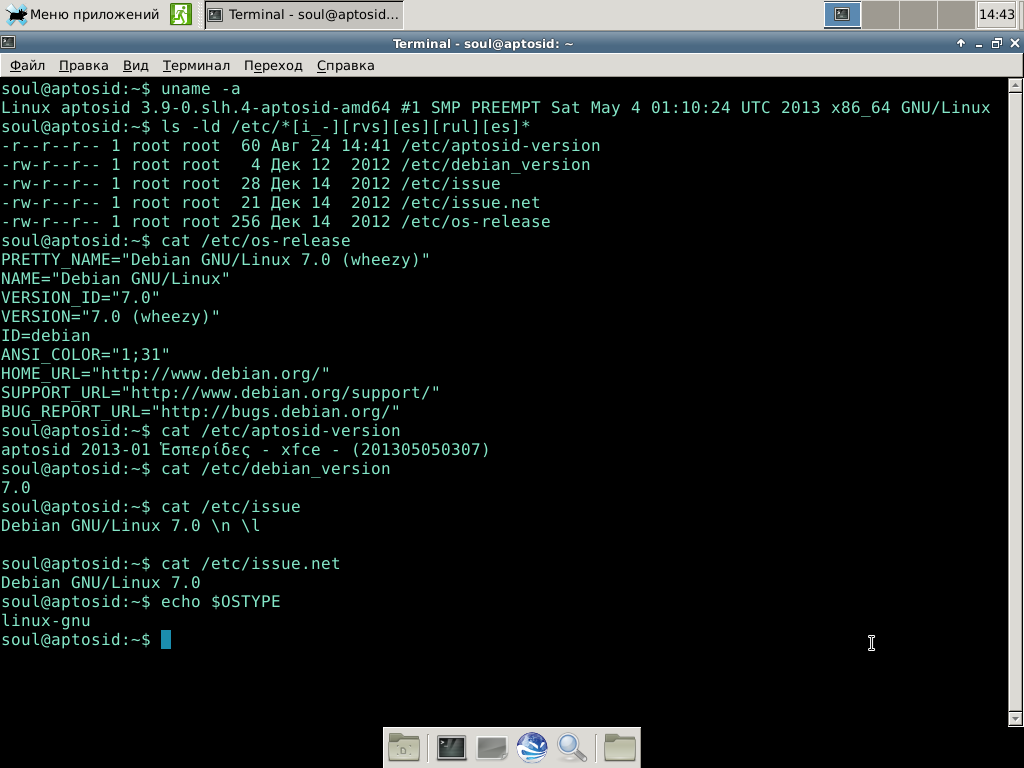 Меню приложений
Terminal - soul@aptosid...
14:43
Terminal - soul@aptosid: ~
Файл Правка Вид Терминал Переход Справка
soul@aptosid:~$ uname -a
Linux aptosid 3.9-0.slh.4-aptosid-amd64 #1 SMP PREEMPT Sat May 4 01:10:24 UTC 2013 x86_64 GNU/Linux
soul@aptosid:~$ ls -ld /etc/*[i_-][rvs][es][rul][es]*
-r--r--r-- 1 root root  60 Авг 24 14:41 /etc/aptosid-version
-rw-r--r-- 1 root root   4 Дек 12  2012 /etc/debian_version
-rw-r--r-- 1 root root  28 Дек 14  2012 /etc/issue
-rw-r--r-- 1 root root  21 Дек 14  2012 /etc/issue.net
-rw-r--r-- 1 root root 256 Дек 14  2012 /etc/os-release
soul@aptosid:~$ cat /etc/os-release
PRETTY_NAME="Debian GNU/Linux 7.0 (wheezy)"
NAME="Debian GNU/Linux"
VERSION_ID="7.0"
VERSION="7.0 (wheezy)"
ID=debian
ANSI_COLOR="1;31"
HOME_URL="http://www.debian.org/"
SUPPORT_URL="http://www.debian.org/support/"
BUG_REPORT_URL="http://bugs.debian.org/"
soul@aptosid:~$ cat /etc/aptosid-version
aptosid 2013-01 Ἑσπερίδες - xfce - (201305050307)
soul@aptosid:~$ cat /etc/debian_version
7.0
soul@aptosid:~$ cat /etc/issue
Debian GNU/Linux 7.0 \n \l
soul@aptosid:~$ cat /etc/issue.net
Debian GNU/Linux 7.0
soul@aptosid:~$ echo $OSTYPE
linux-gnu
soul@aptosid:~$